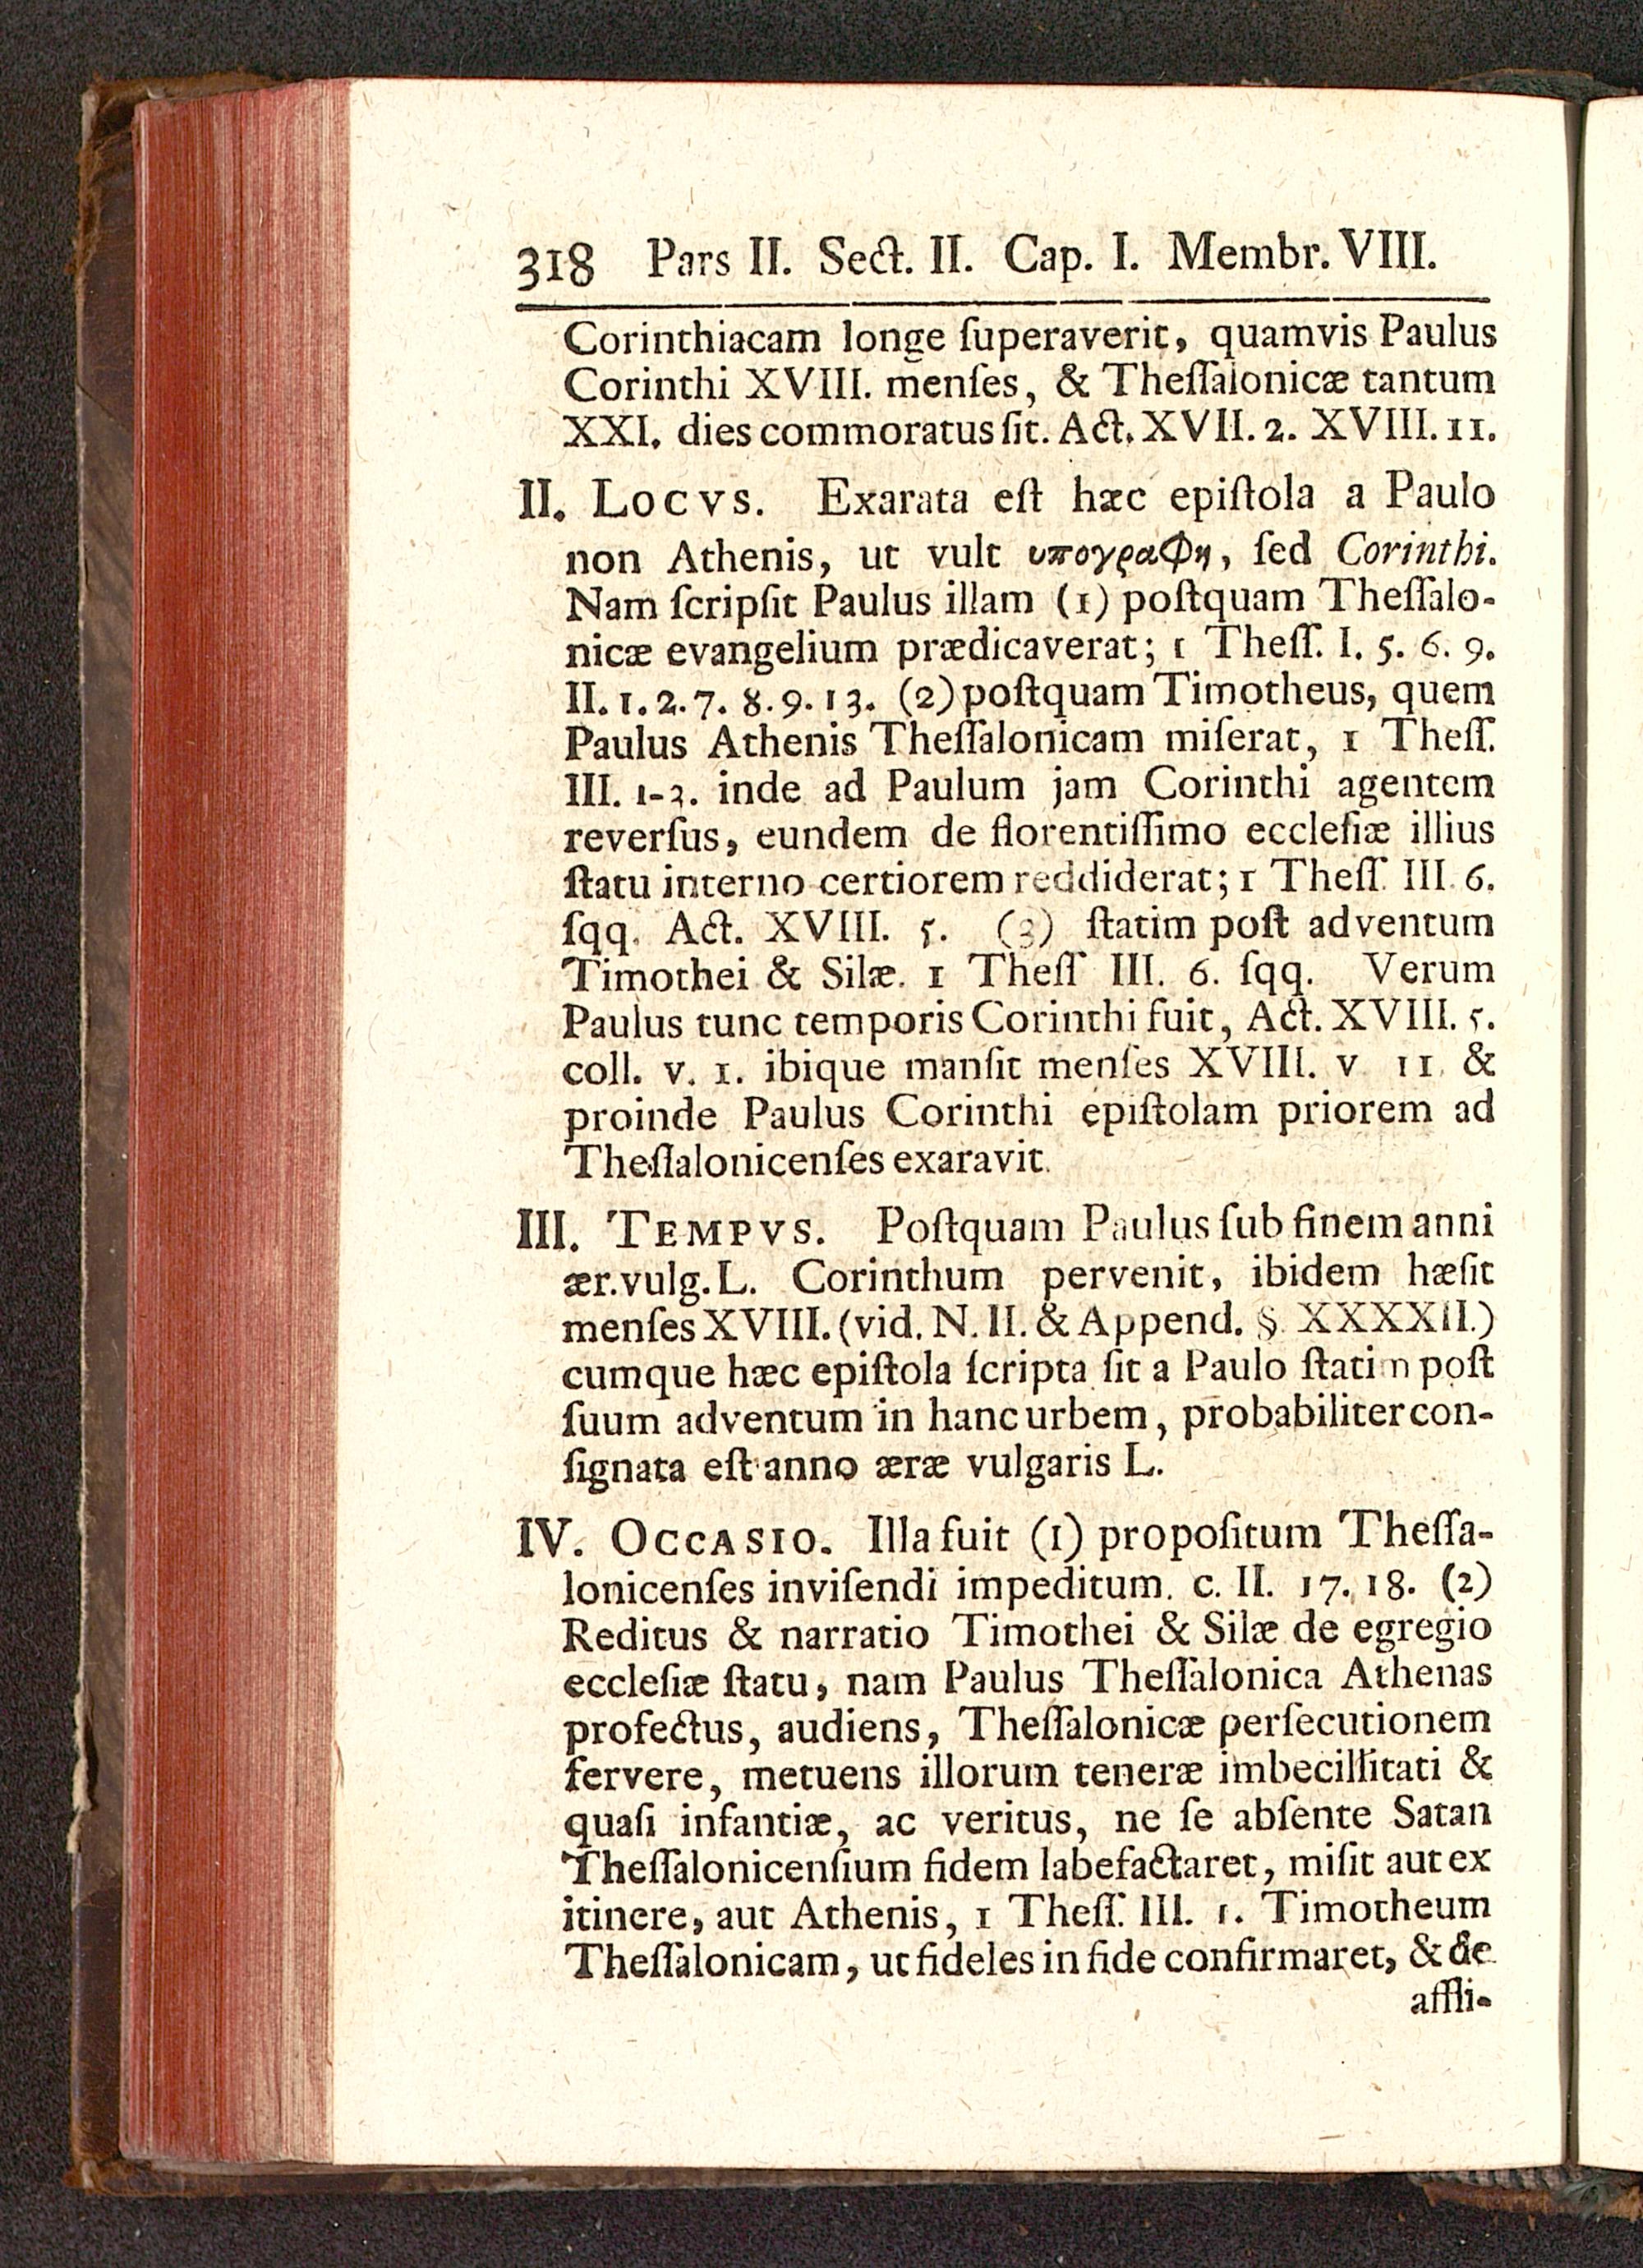 318 Pars II. Sect. II. Cap. I. Membr. VIII.
Corinthiacam longe ſuperaverit, quamvis Paulus
Corinthi XVIII. menſes, & Theſſalonicæ tantum
XXI. dies commoratus ſit. Act. XVII. 2. XVIII. 11.
II. LOCVS. Exarata eſt hæc epiſtola a Paulo
non Athenis, ut vult υπογραφη, ſed Corinthi.
Nam ſcripſit Paulus illam (1) poſtquam Theſſalo-
nicæ evangelium prædicaverat; 1 Theſſ. I. 5. 6. 9.
II. 1. 2. 7. 8. 9. 13. (2) poſtquam Timotheus, quem
Paulus Athenis Theſſalonicam miſerat, 1 Theſſ.
III. 1-3. inde ad Paulum jam Corinthi agentem
reverſus, eundem de florentiſſimo eccleſiæ illius
ſtatu interno certiorem reddiderat; 1 Theſſ. III. 6.
ſqq. Act. XVIII. 5. (3) ſtatim poſt adventum
Timothei & Silæ. 1 Theſſ III. 6. ſqq. Verum
Paulus tunc temporis Corinthi fuit, Act. XVIII. 5.
coll. v. 1. ibique manſit menſes XVIII. v 11. &
proinde Paulus Corinthi epiſtolam priorem ad
Theſſalonicenſes exaravit.
III. TEMPVS. Poſtquam Paulus ſub finem anni
ær. vulg. L. Corinthum pervenit, ibidem hæſit
menſes XVIII. (vid. N. II. & Append. §. XXXXII.)
cumque hæc epiſtola ſcripta ſit a Paulo ſtatim poſt
ſuum adventum in hanc urbem, probabiliter con-
ſignata eſt anno æræ vulgaris L.
IV. OCCASIO. Illa fuit (1) propoſitum Theſſa-
lonicenſes inviſendi impeditum. c. II. 17. 18. (2)
Reditus & narratio Timothei & Silæ de egregio
eccleſiæ ſtatu, nam Paulus Theſſalonica Athenas
profectus, audiens, Theſſalonicæ perſecutionem
fervere, metuens illorum teneræ imbecillitati &
quaſi infantiæ, ac veritus, ne ſe abſente Satan
Theſſalonicenſium fidem labefactaret, miſit aut ex
itinere, aut Athenis, 1 Theſſ. III. 1. Timotheum
Theſſalonicam, ut fideles in fide confirmaret, & de
affli-